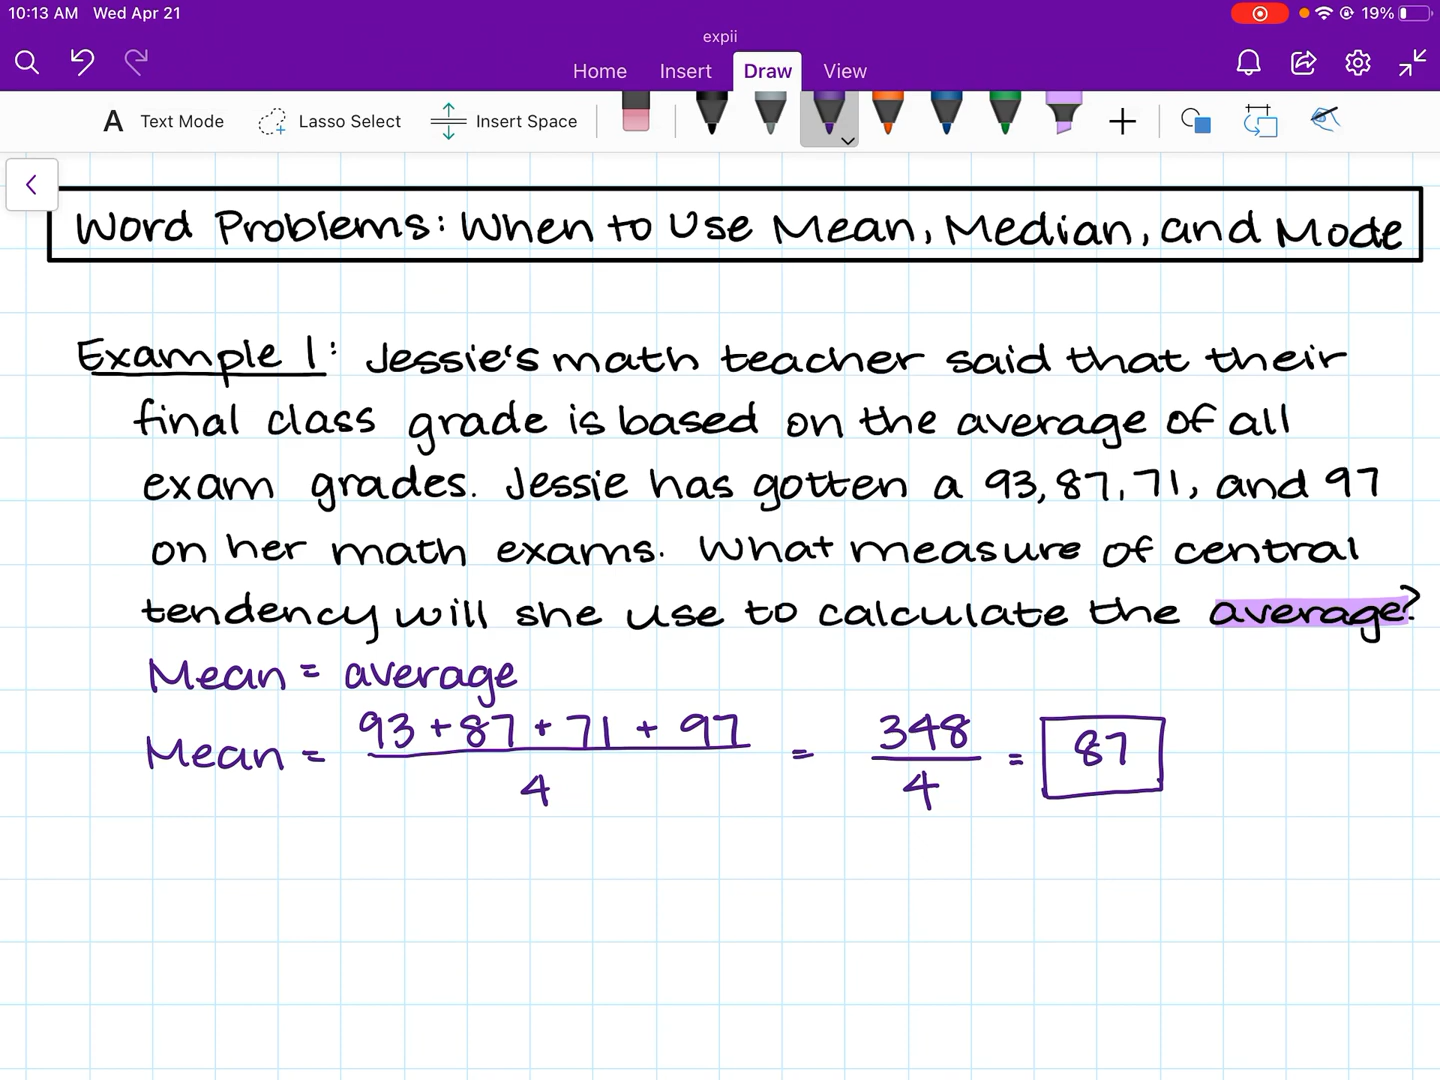 10:13 AM Wed Apr 21
19%
expii
Home Insert Draw View
A Text Mode Lasso Select Insert Space
Word Problems: When to Use Mean, Median, and Mode
Example 1: Jessie's math teacher said that their
final class grade is based on the average of all
exam grades. Jessie has gotten a 93, 87, 71, and 97
on her math exams. What measure of central
tendency will she use to calculate the average?
Mean = average
Mean = 93 + 87 + 71 + 97 / 4 = 348 / 4 = 87